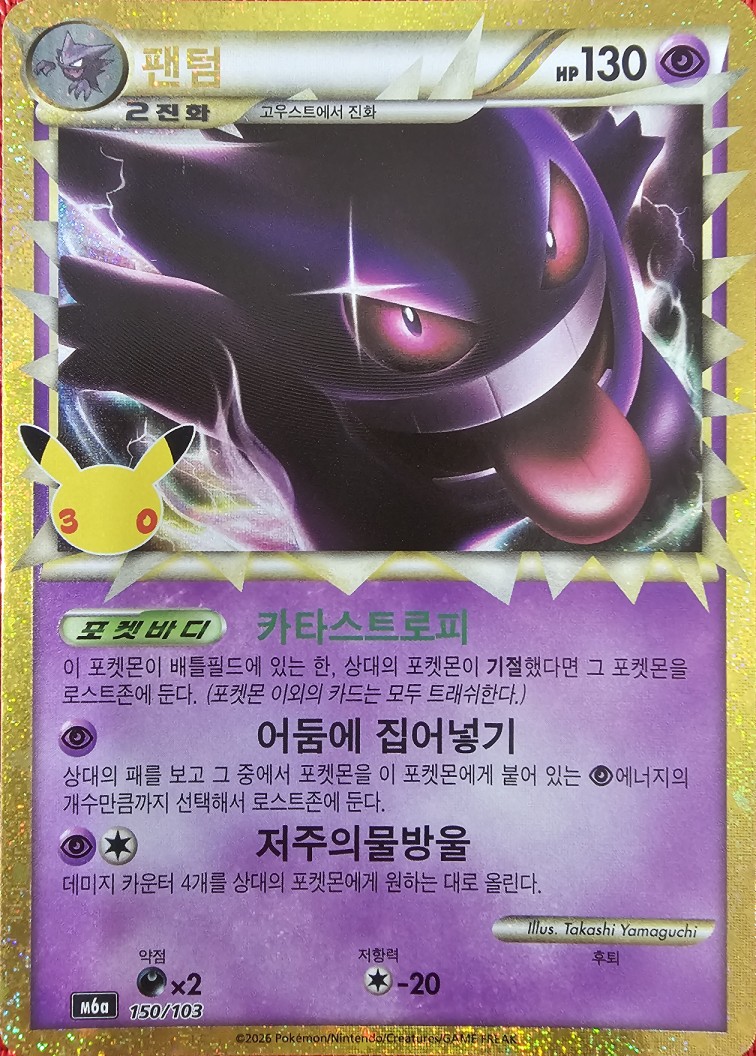 팬텀
HP130
2진화
고우스트에서 진화
30
포켓바디 카타스트로피
이 포켓몬이 배틀필드에 있는 한, 상대의 포켓몬이 기절했다면 그 포켓몬을
로스트존에 둔다. (포켓몬 이외의 카드는 모두 트래쉬한다.)
어둠에 집어넣기
상대의 패를 보고 그 중에서 포켓몬을 이 포켓몬에게 붙어 있는 에너지의
개수만큼까지 선택해서 로스트존에 둔다.
저주의물방울
데미지 카운터 4개를 상대의 포켓몬에게 원하는 대로 올린다.
Illus. Takashi Yamaguchi
약점 저항력 후퇴
×2 -20
M6a 150/103
©2026 Pokémon/Nintendo/Creatures/GAME FREAK